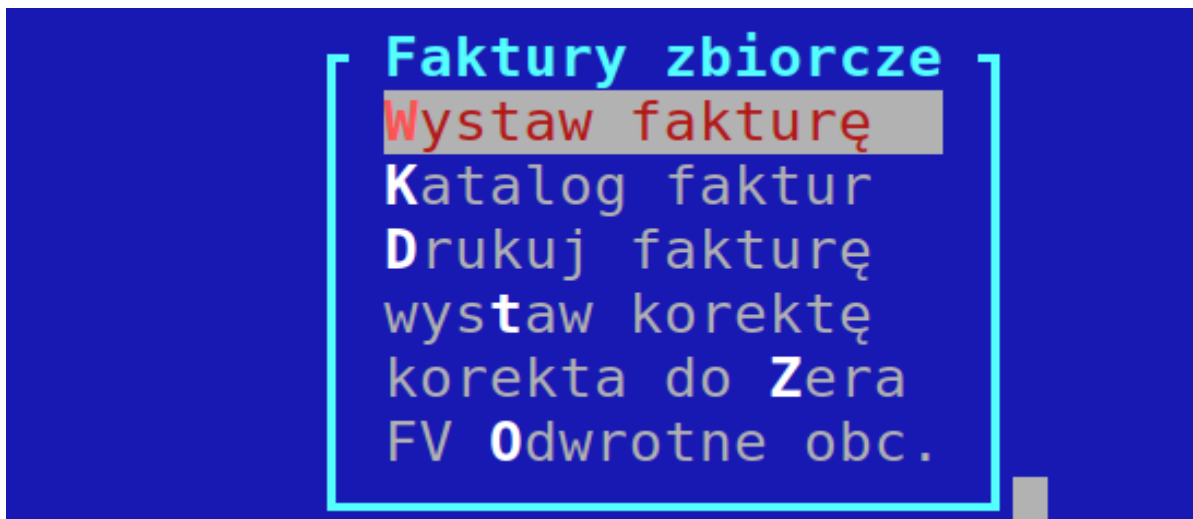 Faktury zbiorcze
Wystaw fakturę
Katalog faktur
Drukuj fakturę
wystaw korektę
korekta do Zera
FV Odwrotne obc.